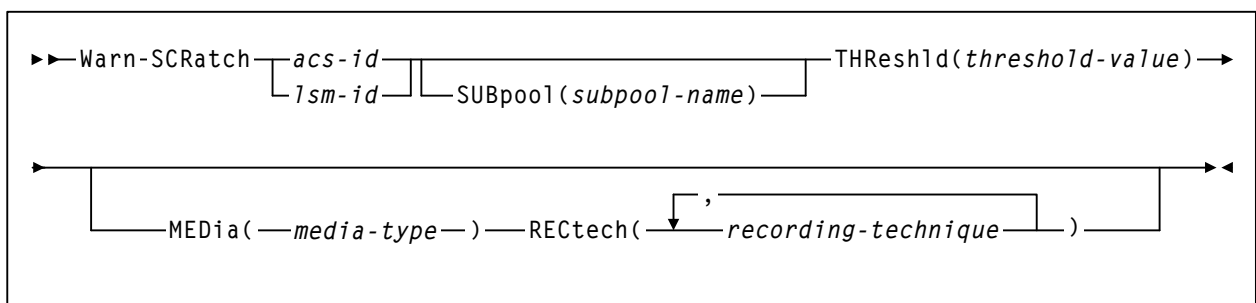 Warn-SCRatch acs-id THReshld(threshold-value)
lsm-id SUBpool(subpool-name)
,
MEDia( media-type ) RECtech( recording-technique )